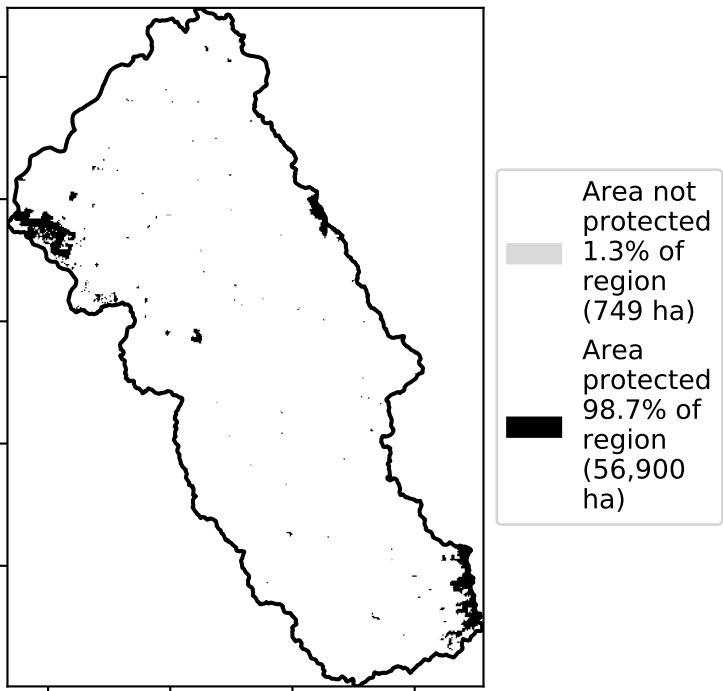 Area not
protected
1.3% of
region
(749 ha)
Area
protected
98.7% of
region
(56,900
ha)